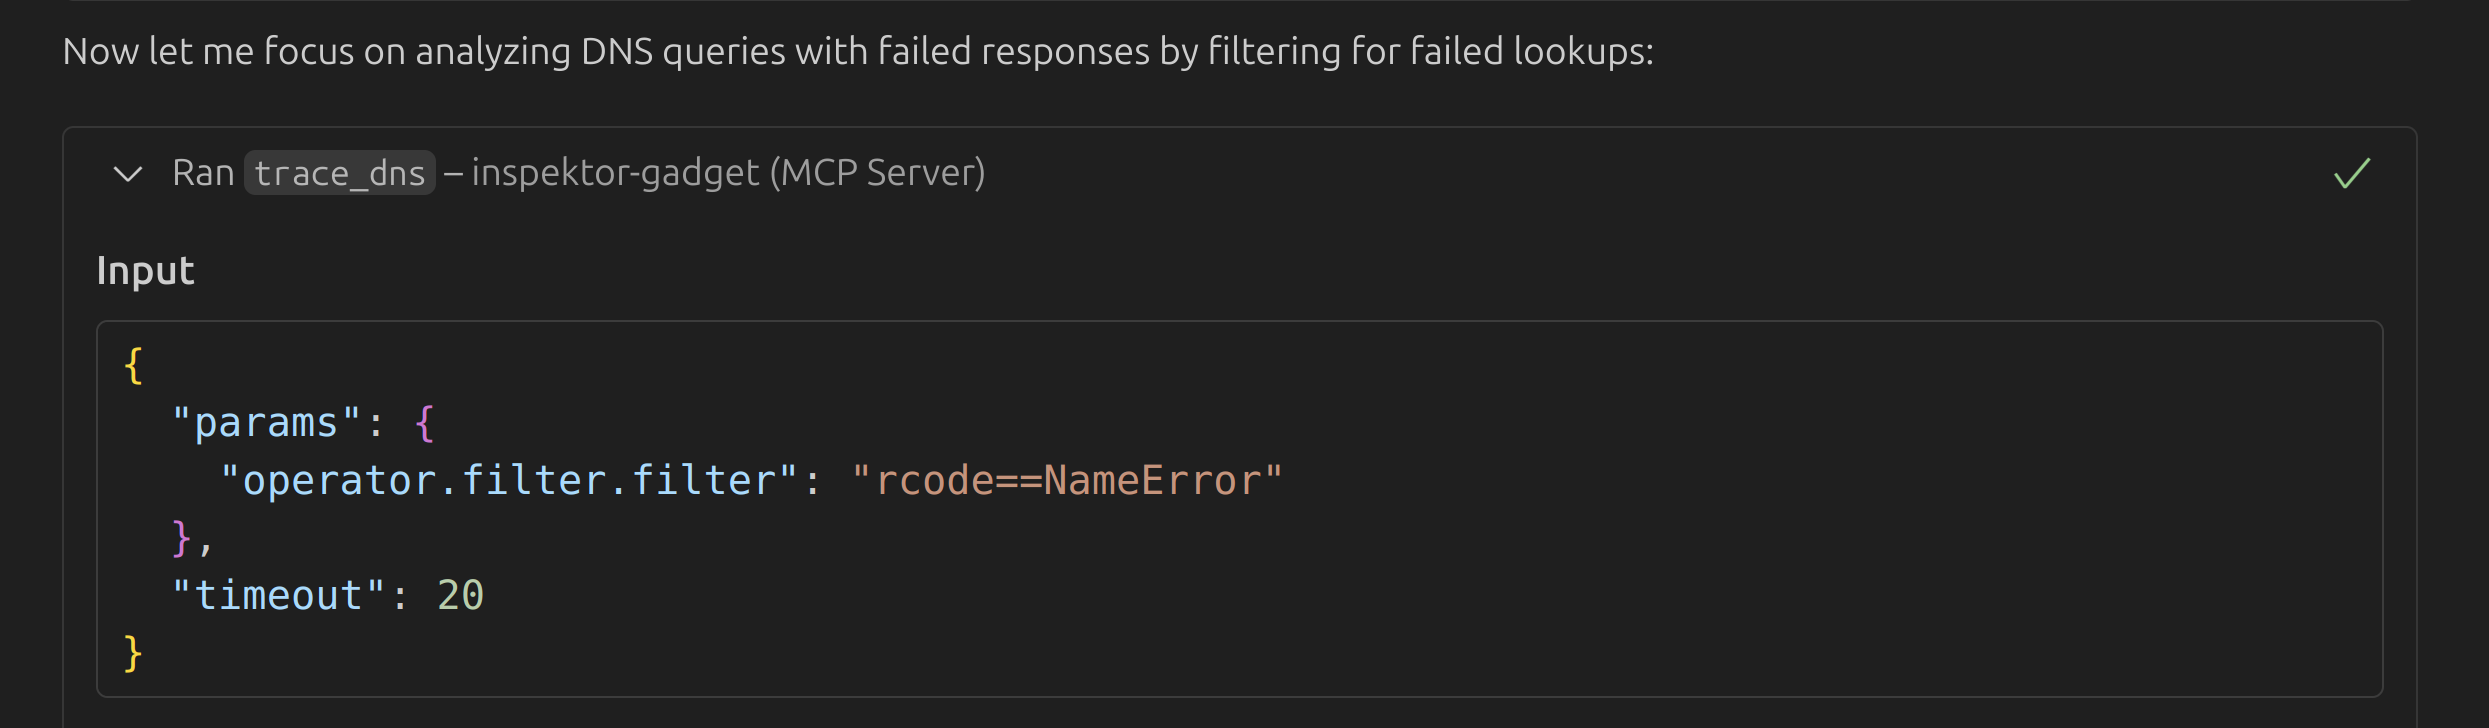 Now let me focus on analyzing DNS queries with failed responses by filtering for failed lookups:
Ran trace_dns – inspektor-gadget (MCP Server)
Input
{
  "params": {
    "operator.filter.filter": "rcode==NameError"
  },
  "timeout": 20
}